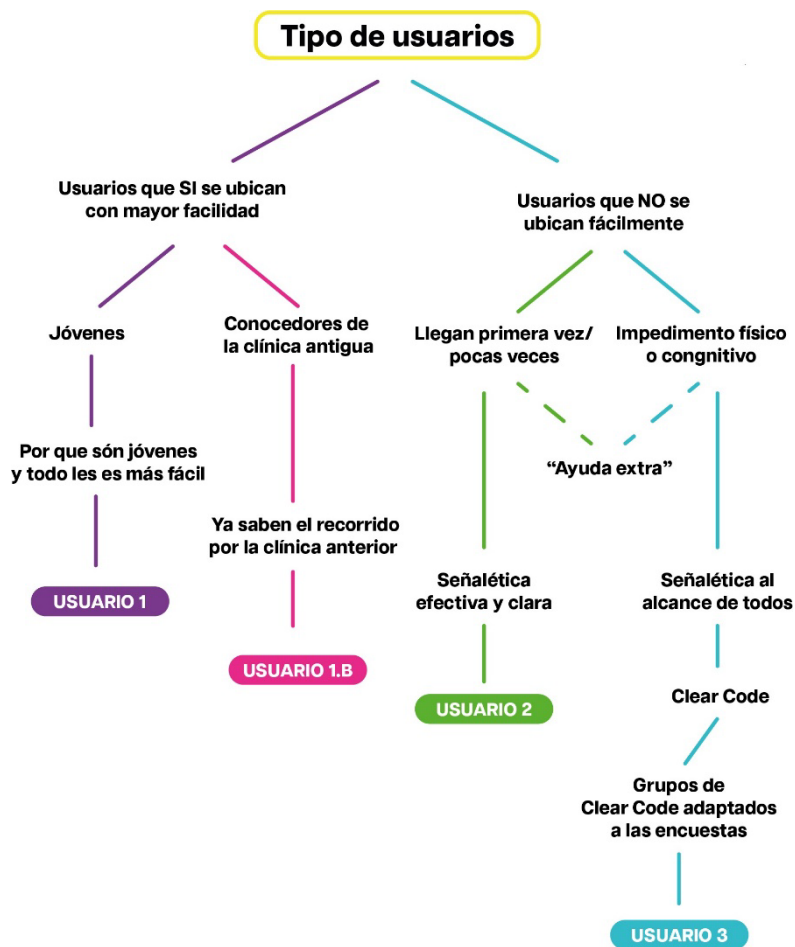 Tipo de usuarios
Usuarios que SI se ubican
con mayor facilidad
Usuarios que NO se
ubican fácilmente
Jóvenes
Conocedores de
la clínica antigua
Llegan primera vez/
pocas veces
Impedimento físico
o congnitivo
Por que són jóvenes
y todo les es más fácil
“Ayuda extra”
Ya saben el recorrido
por la clínica anterior
Señalética
efectiva y clara
Señalética al
alcance de todos
USUARIO 1
USUARIO 1.B
USUARIO 2
Clear Code
Grupos de
Clear Code adaptados
a las encuestas
USUARIO 3